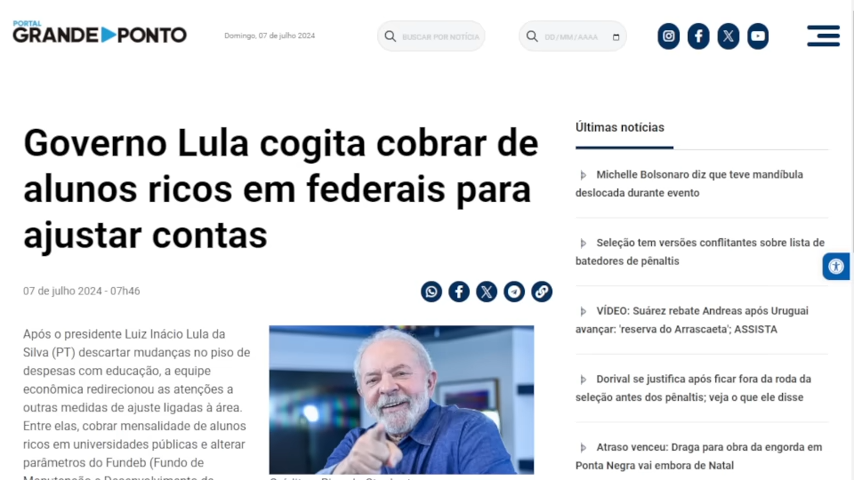 PORTAL
GRANDE PONTO
Domingo, 07 de julho 2024
BUSCAR POR NOTÍCIA
DD/MM/AAAA
Governo Lula cogita cobrar de
alunos ricos em federais para
ajustar contas
07 de julho 2024 - 07h46
Após o presidente Luiz Inácio Lula da
Silva (PT) descartar mudanças no piso de
despesas com educação, a equipe
econômica redirecionou as atenções a
outras medidas de ajuste ligadas à área.
Entre elas, cobrar mensalidade de alunos
ricos em universidades públicas e alterar
parâmetros do Fundeb (Fundo de
Últimas notícias
Michelle Bolsonaro diz que teve mandíbula
deslocada durante evento
Seleção tem versões conflitantes sobre lista de
batedores de pênaltis
VÍDEO: Suárez rebate Andreas após Uruguai
avançar: 'reserva do Arrascaeta'; ASSISTA
Dorival se justifica após ficar fora da roda da
seleção antes dos pênaltis; veja o que ele disse
Atraso venceu: Draga para obra da engorda em
Ponta Negra vai embora de Natal